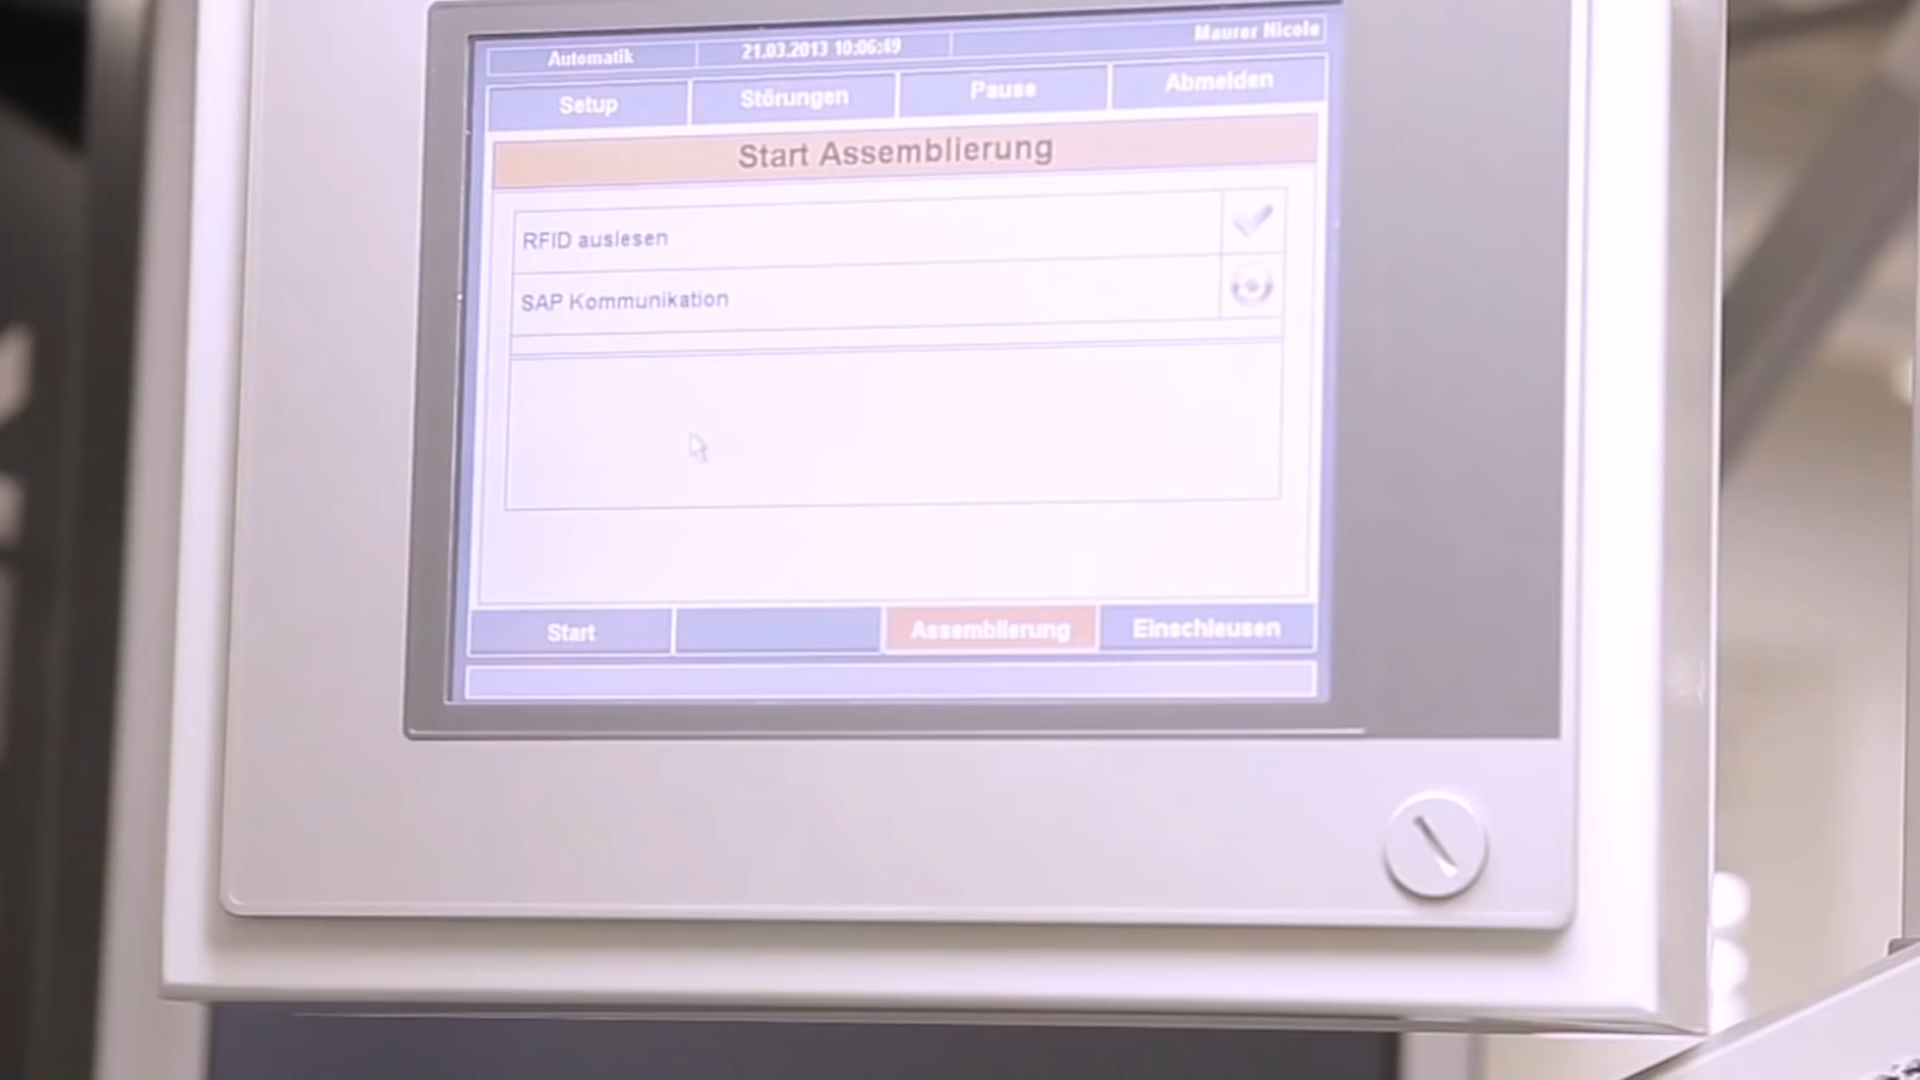 Automatik 21.03.2013 10:06:49 Maurer Nicole
Setup Störungen Pause Abmelden
Start Assemblierung
RFID auslesen
SAP Kommunikation
Start Assemblierung Einschleusen